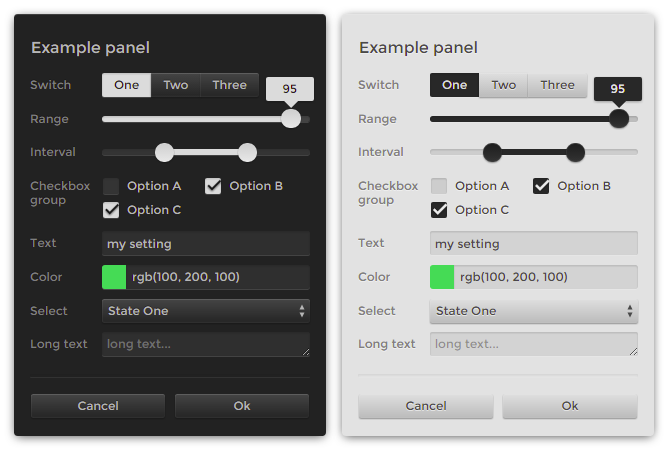 Example panel
Switch One Two Three
95
Range
Interval
Checkbox group Option A Option B
Option C
Text my setting
Color rgb(100, 200, 100)
Select State One
Long text long text...
Cancel Ok
Example panel
Switch One Two Three
95
Range
Interval
Checkbox group Option A Option B
Option C
Text my setting
Color rgb(100, 200, 100)
Select State One
Long text long text...
Cancel Ok